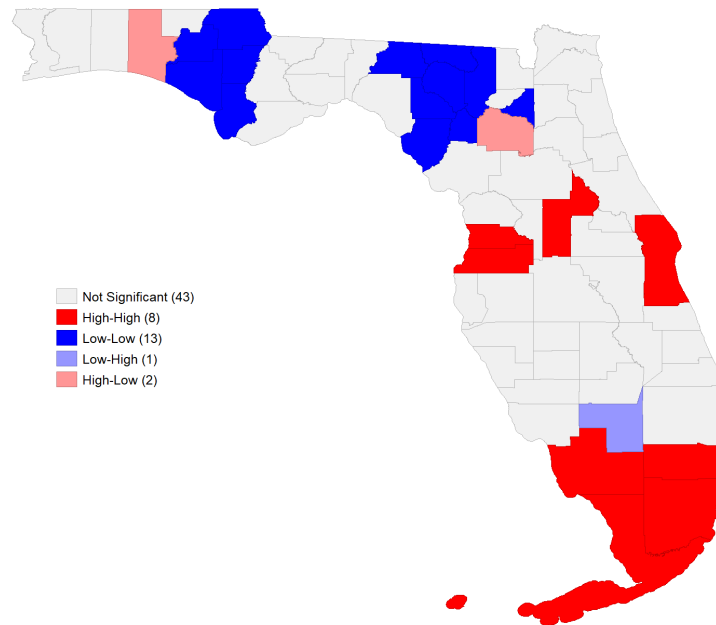 Not Significant (43)
High-High (8)
Low-Low (13)
Low-High (1)
High-Low (2)